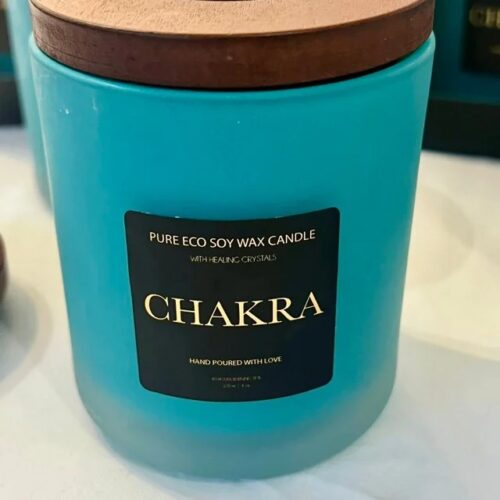 PURE ECO SOY WAX CANDLE
WITH HEALING CRYSTALS
CHAKRA
HAND POURED WITH LOVE